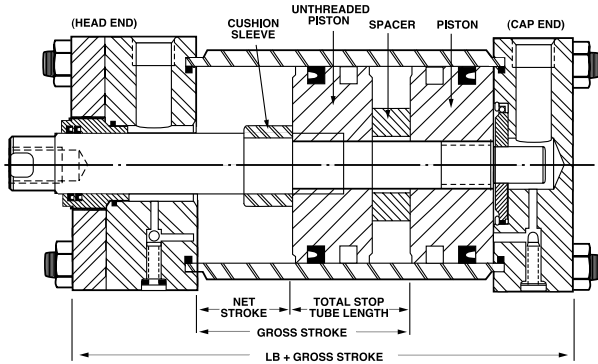 (HEAD END)
CUSHION
SLEEVE
UNTHREADED
PISTON
SPACER
PISTON
(CAP END)
NET
STROKE
TOTAL STOP
TUBE LENGTH
GROSS STROKE
LB + GROSS STROKE